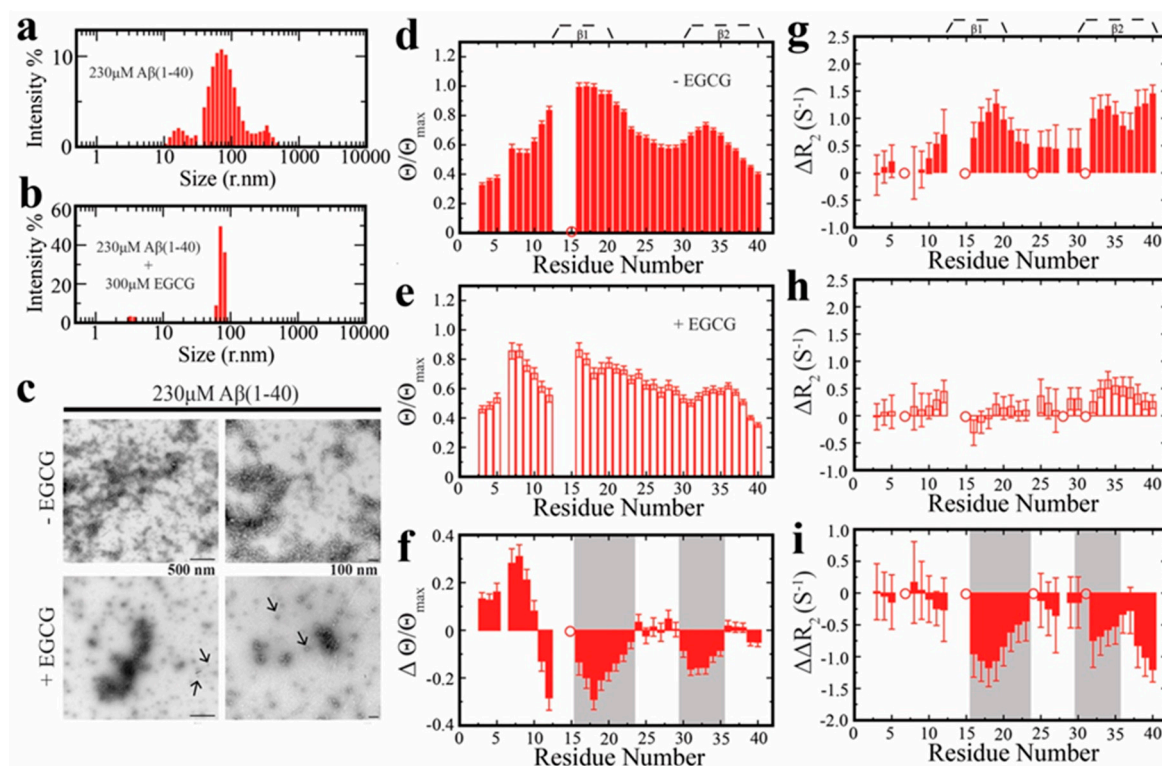 a
10
5
0
Intensity %
230µM Aβ(1-40)
1
10
100
1000
10000
Size (r.nm)
b
60
40
20
0
Intensity %
230µM Aβ(1-40)
+
300µM EGCG
1
10
100
1000
10000
Size (r.nm)
c
230µM Aβ(1-40)
- EGCG
500 nm
100 nm
+ EGCG
d
β1
β2
- EGCG
Θ/Θmax
1.2
1.0
0.8
0.6
0.4
0.2
0.0
0 5 10 15 20 25 30 35 40
Residue Number
e
+ EGCG
Θ/Θmax
1.2
1.0
0.8
0.6
0.4
0.2
0 5 10 15 20 25 30 35 40
Residue Number
f
Δ Θ/Θmax
0.4
0.2
0.0
-0.2
-0.4
0 5 10 15 20 25 30 35 40
Residue Number
g
β1
β2
ΔR2 (S-1)
2.5
2.0
1.5
1.0
0.5
0
-0.5
-1.0
0 5 10 15 20 25 30 35 40
Residue Number
h
ΔR2 (S-1)
2.5
2.0
1.5
1.0
0.5
0
-0.5
-1.0
0 5 10 15 20 25 30 35 40
Residue Number
i
ΔΔR2 (S-1)
1.0
0.5
0.0
-0.5
-1.0
-1.5
-2.0
0 5 10 15 20 25 30 35 40
Residue Number